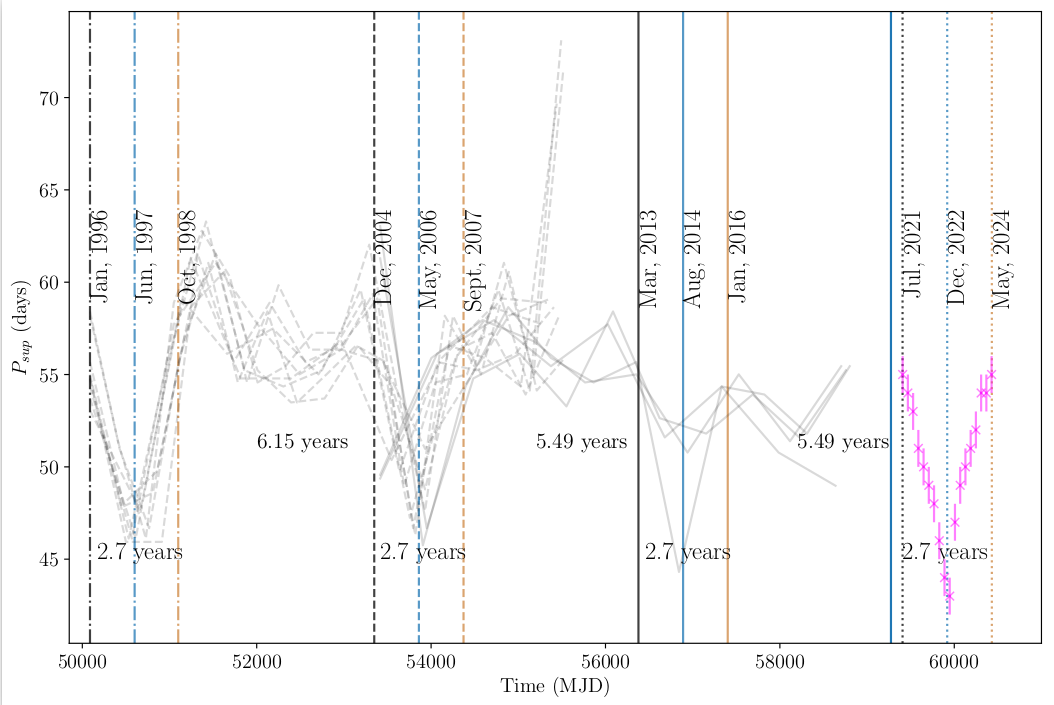 70
65
60
55
50
45
P_sup (days)
Jan, 1996
Jun, 1997
Oct, 1998
Dec, 2004
May, 2006
Sept, 2007
Mar, 2013
Aug, 2014
Jan, 2016
Jul, 2021
Dec, 2022
May, 2024
6.15 years
5.49 years
5.49 years
2.7 years
2.7 years
2.7 years
2.7 years
50000
52000
54000
56000
58000
60000
Time (MJD)